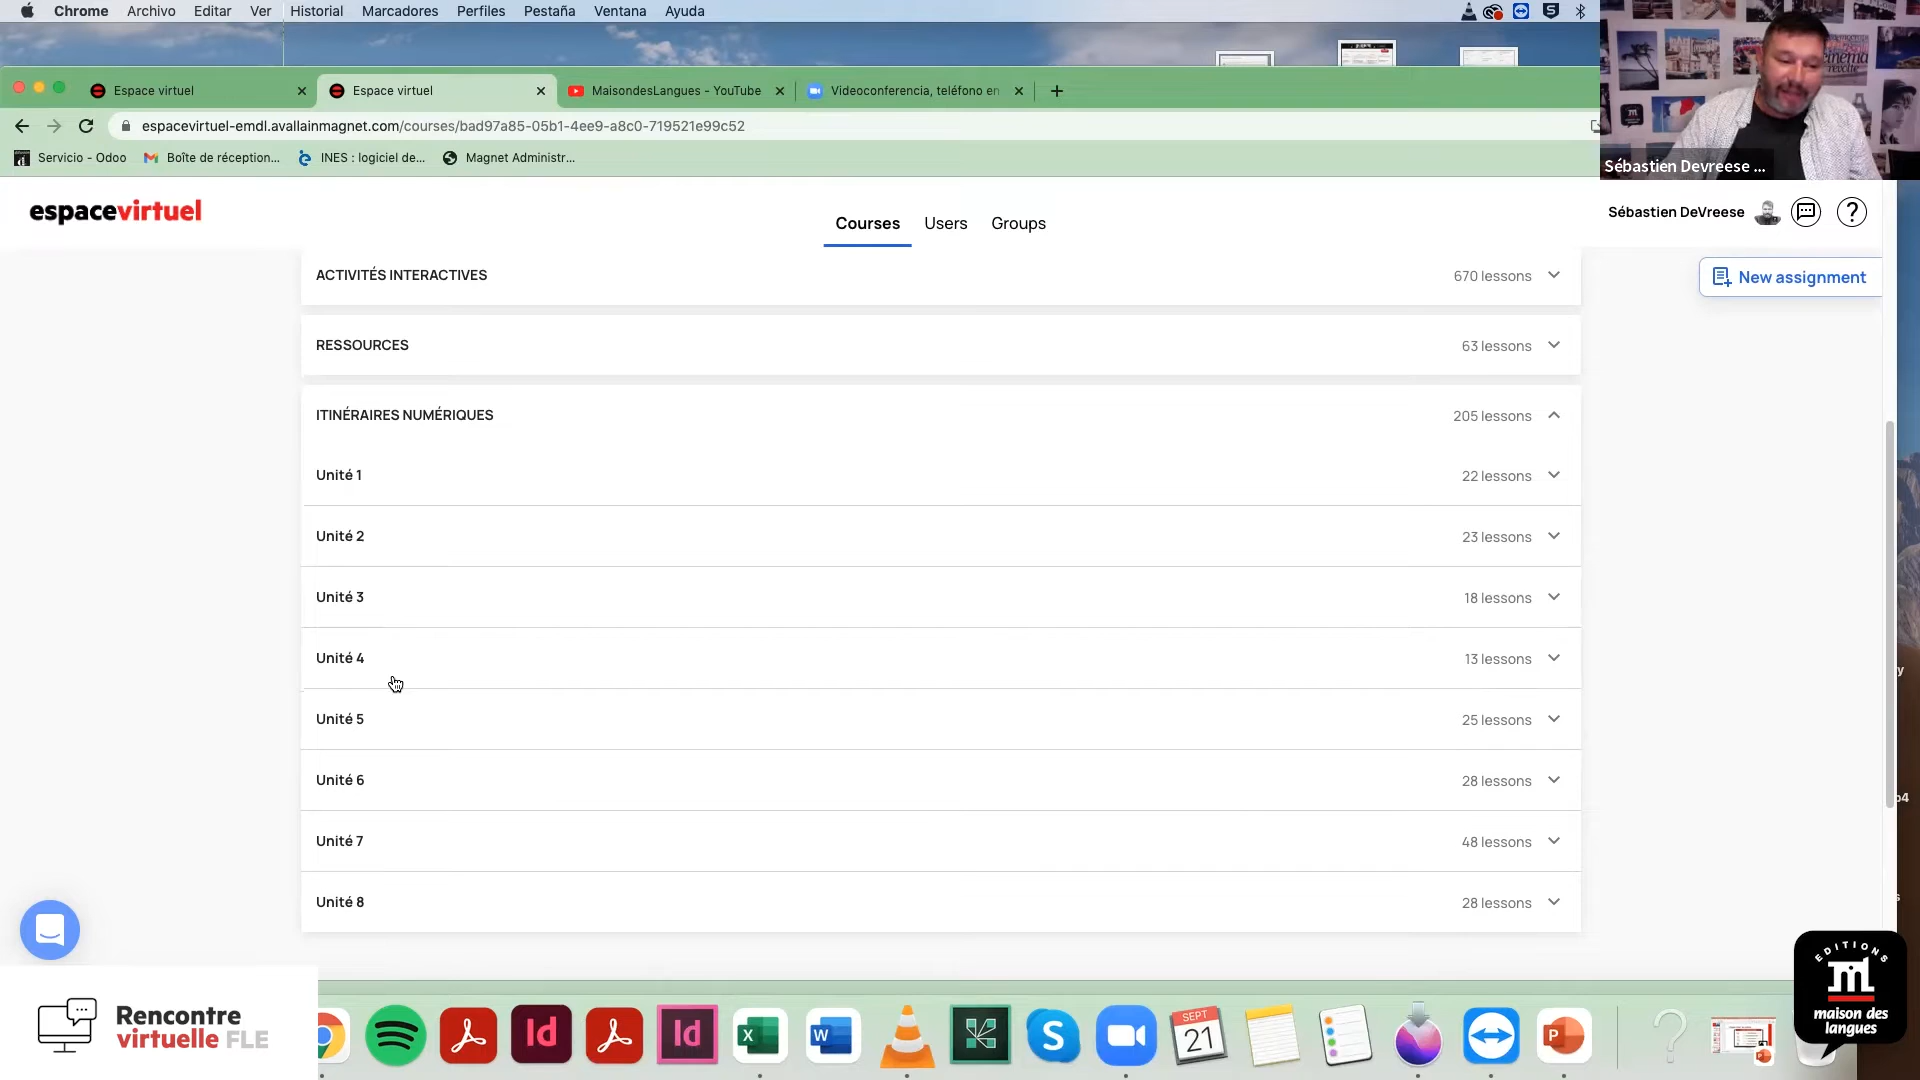 Chrome Archivo Editar Ver Historial Marcadores Perfiles Pestaña Ventana Ayuda
Espace virtuel
Espace virtuel
MaisondesLangues - YouTube
Videoconferencia, teléfono en
espacevirtuel-emdl.avallainmagnet.com/courses/bad97a85-05b1-4ee9-a8c0-719521e99c52
Servicio - Odoo
Boîte de réception...
INES : logiciel de...
Magnet Administr...
Sébastien Devreese ...
espacevirtuel
Courses Users Groups
Sébastien DeVreese
New assignment
ACTIVITÉS INTERACTIVES 670 lessons
RESSOURCES 63 lessons
ITINÉRAIRES NUMÉRIQUES 205 lessons
Unité 1 22 lessons
Unité 2 23 lessons
Unité 3 18 lessons
Unité 4 13 lessons
Unité 5 25 lessons
Unité 6 28 lessons
Unité 7 48 lessons
Unité 8 28 lessons
Rencontre
virtuelle FLE
Id
Id
X
W
S
SEPT
21
P
EDITIONS
maison des
langues